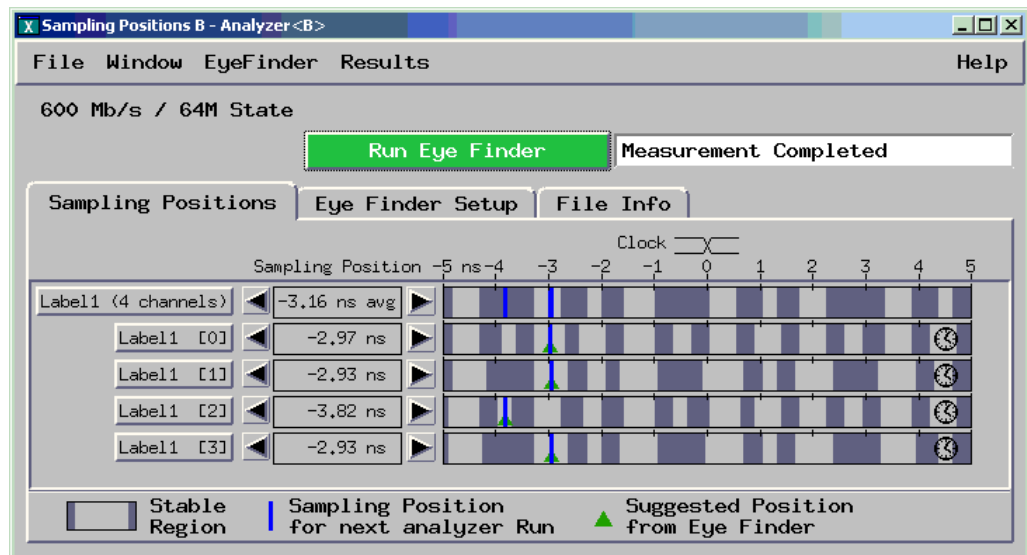 X Sampling Positions B - Analyzer<B>
File Window EyeFinder Results Help
600 Mb/s / 64M State
Run Eye Finder Measurement Completed
Sampling Positions Eye Finder Setup File Info
Clock
Sampling Position -5 ns -4 -3 -2 -1 0 1 2 3 4 5
Label1 (4 channels) -3.16 ns avg
Label1 [0] -2.97 ns
Label1 [1] -2.93 ns
Label1 [2] -3.82 ns
Label1 [3] -2.93 ns
Stable Region
Sampling Position for next analyzer Run
Suggested Position from Eye Finder